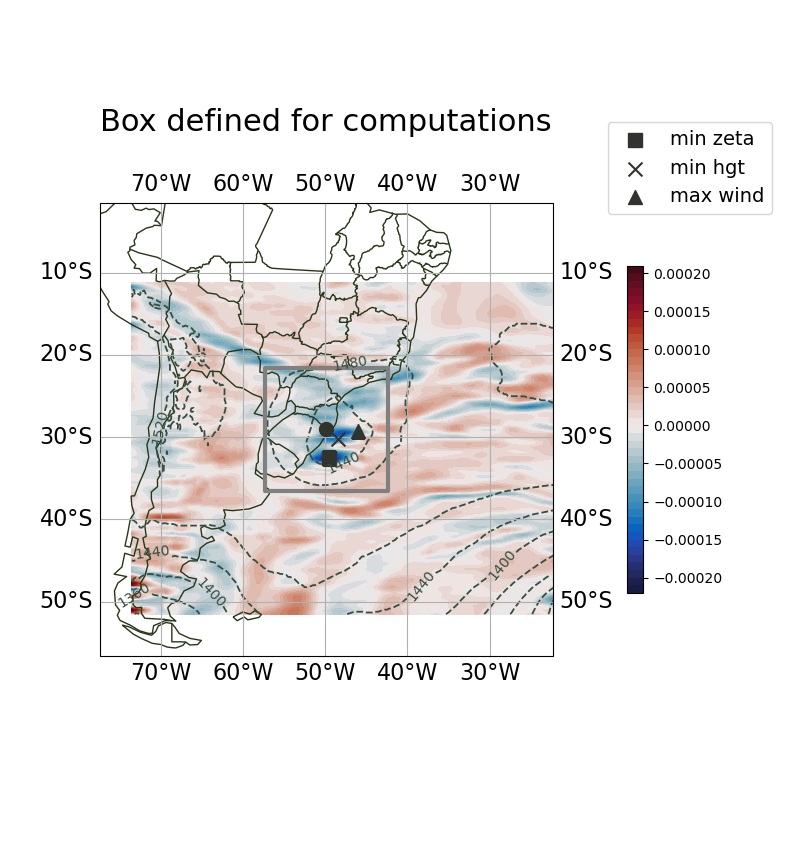 Box defined for computations
min zeta
min hgt
max wind
70°W 60°W 50°W 40°W 30°W
10°S 10°S
20°S 20°S
30°S 30°S
40°S 40°S
50°S 50°S
1480
1440
1440
1400
1360
1440
1400
0.00020
0.00015
0.00010
0.00005
0.00000
−0.00005
−0.00010
−0.00015
−0.00020
70°W 60°W 50°W 40°W 30°W